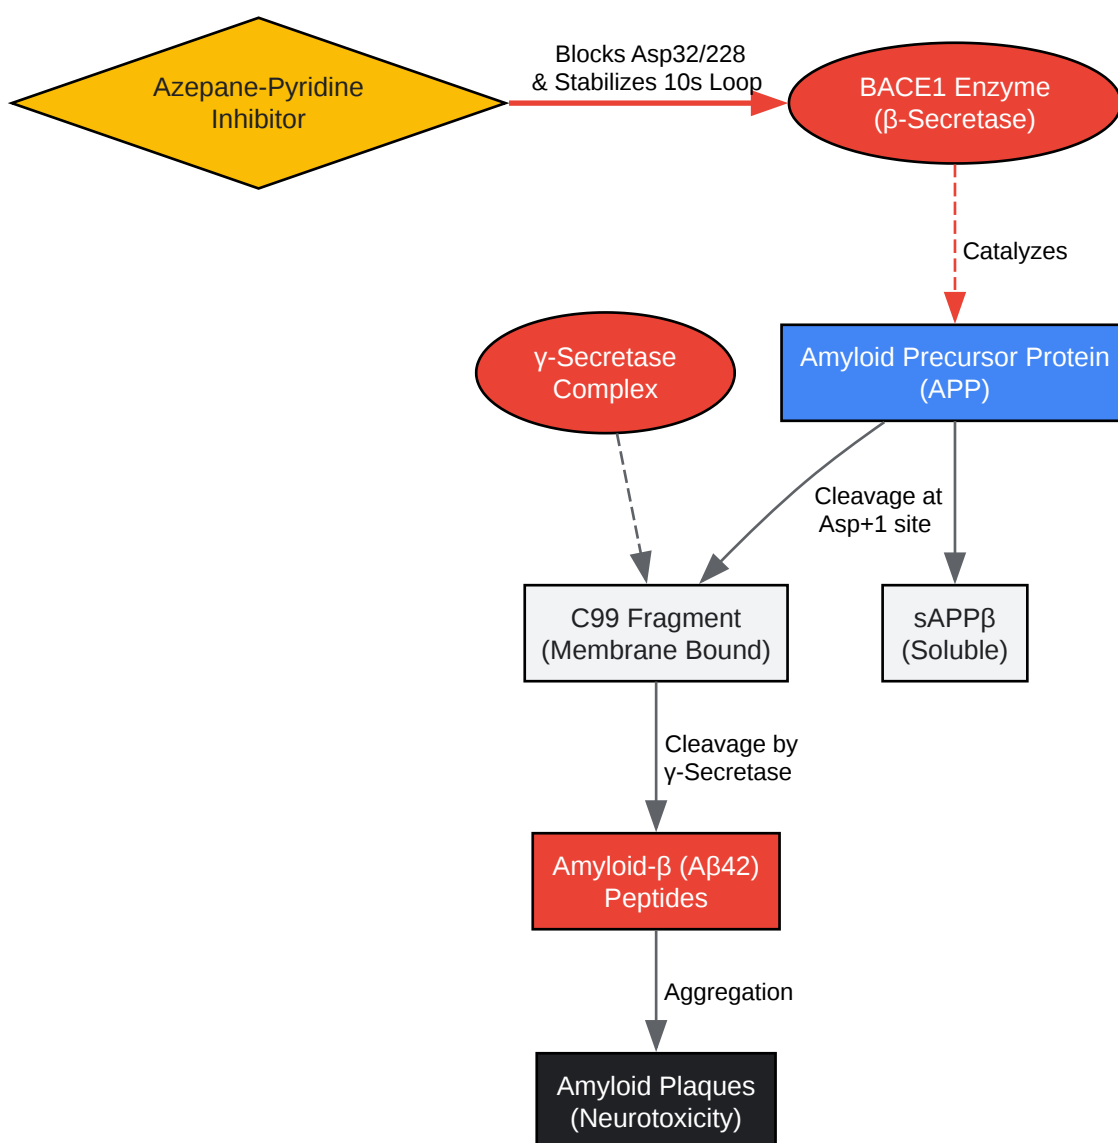 Azepane-Pyridine
Inhibitor
Blocks Asp32/228
& Stabilizes 10s Loop
BACE1 Enzyme
(β-Secretase)
Catalyzes
γ-Secretase
Complex
Amyloid Precursor Protein
(APP)
Cleavage at
Asp+1 site
C99 Fragment
(Membrane Bound)
sAPPβ
(Soluble)
Cleavage by
γ-Secretase
Amyloid-β (Aβ42)
Peptides
Aggregation
Amyloid Plaques
(Neurotoxicity)